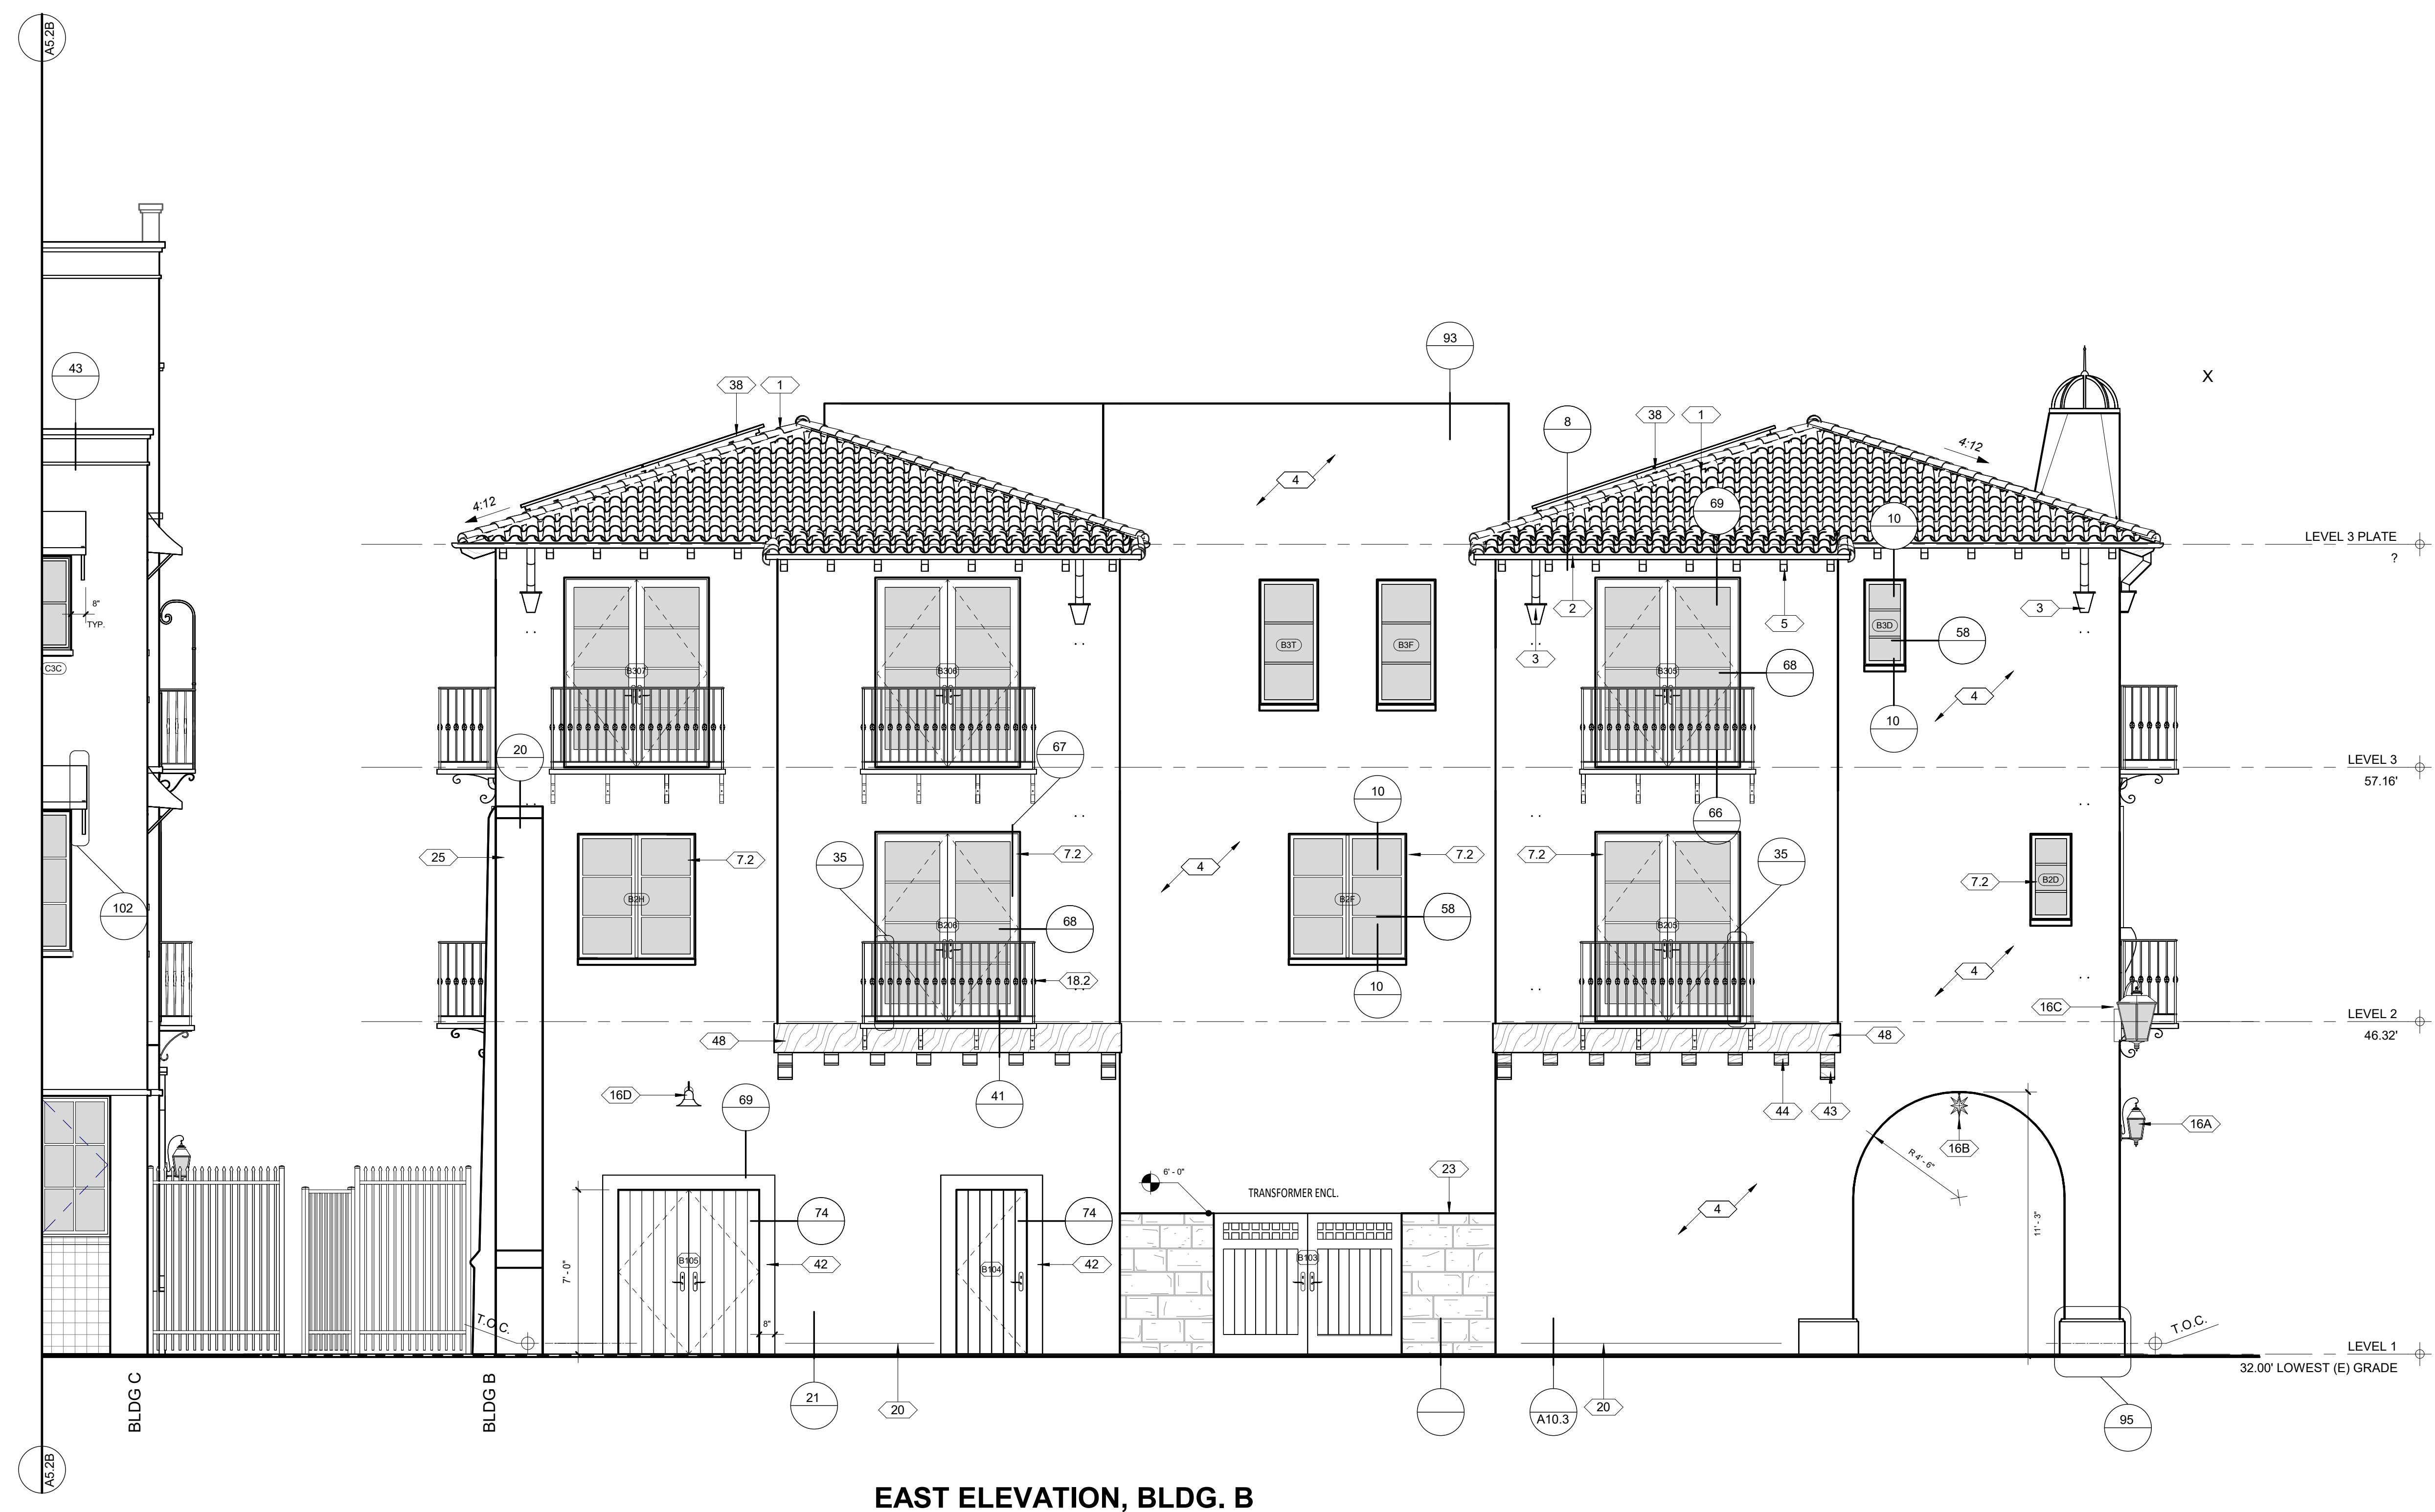 A5.2B
93
43
38
1
8
38
1
X
4:12
4:12
4
69
10
LEVEL 3 PLATE
?
8"
TYP.
2
5
3
3
B3T
B3F
B3D
58
C3C
B307
B306
B305
68
4
10
20
67
LEVEL 3
57.16'
10
66
25
7.2
35
7.2
4
7.2
7.2
35
7.2
B2D
102
B2H
B206
68
B2F
58
B205
4
18.2
10
16C
LEVEL 2
46.32'
48
48
16D
69
41
44
43
16B
16A
R 4' - 6"
6' - 0"
23
TRANSFORMER ENCL.
74
74
4
11' - 3"
7' - 0"
B105
42
B104
42
B103
T.O.C.
8"
T.O.C.
LEVEL 1
32.00' LOWEST (E) GRADE
BLDG C
BLDG B
21
20
A10.3
20
95
A5.2B
EAST ELEVATION, BLDG. B